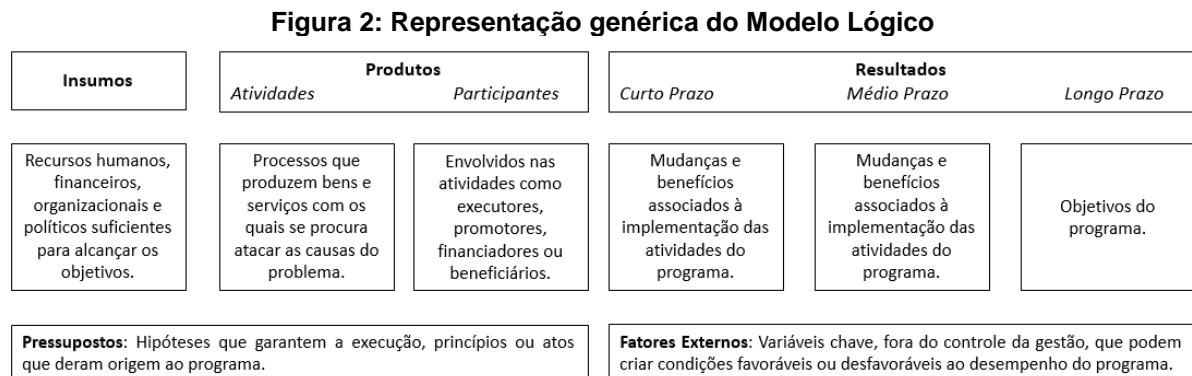 Figura 2: Representação genérica do Modelo Lógico
Insumos
Produtos
Atividades Participantes
Resultados
Curto Prazo Médio Prazo Longo Prazo
Recursos humanos,
financeiros,
organizacionais e
políticos suficientes
para alcançar os
objetivos.
Processos que
produzem bens e
serviços com os
quais se procura
atacar as causas do
problema.
Envolvidos nas
atividades como
executores,
promotores,
financiadores ou
beneficiários.
Mudanças e
benefícios
associados à
implementação das
atividades do
programa.
Mudanças e
benefícios
associados à
implementação das
atividades do
programa.
Objetivos do
programa.
Pressupostos: Hipóteses que garantem a execução, princípios ou atos
que deram origem ao programa.
Fatores Externos: Variáveis chave, fora do controle da gestão, que podem
criar condições favoráveis ou desfavoráveis ao desempenho do programa.